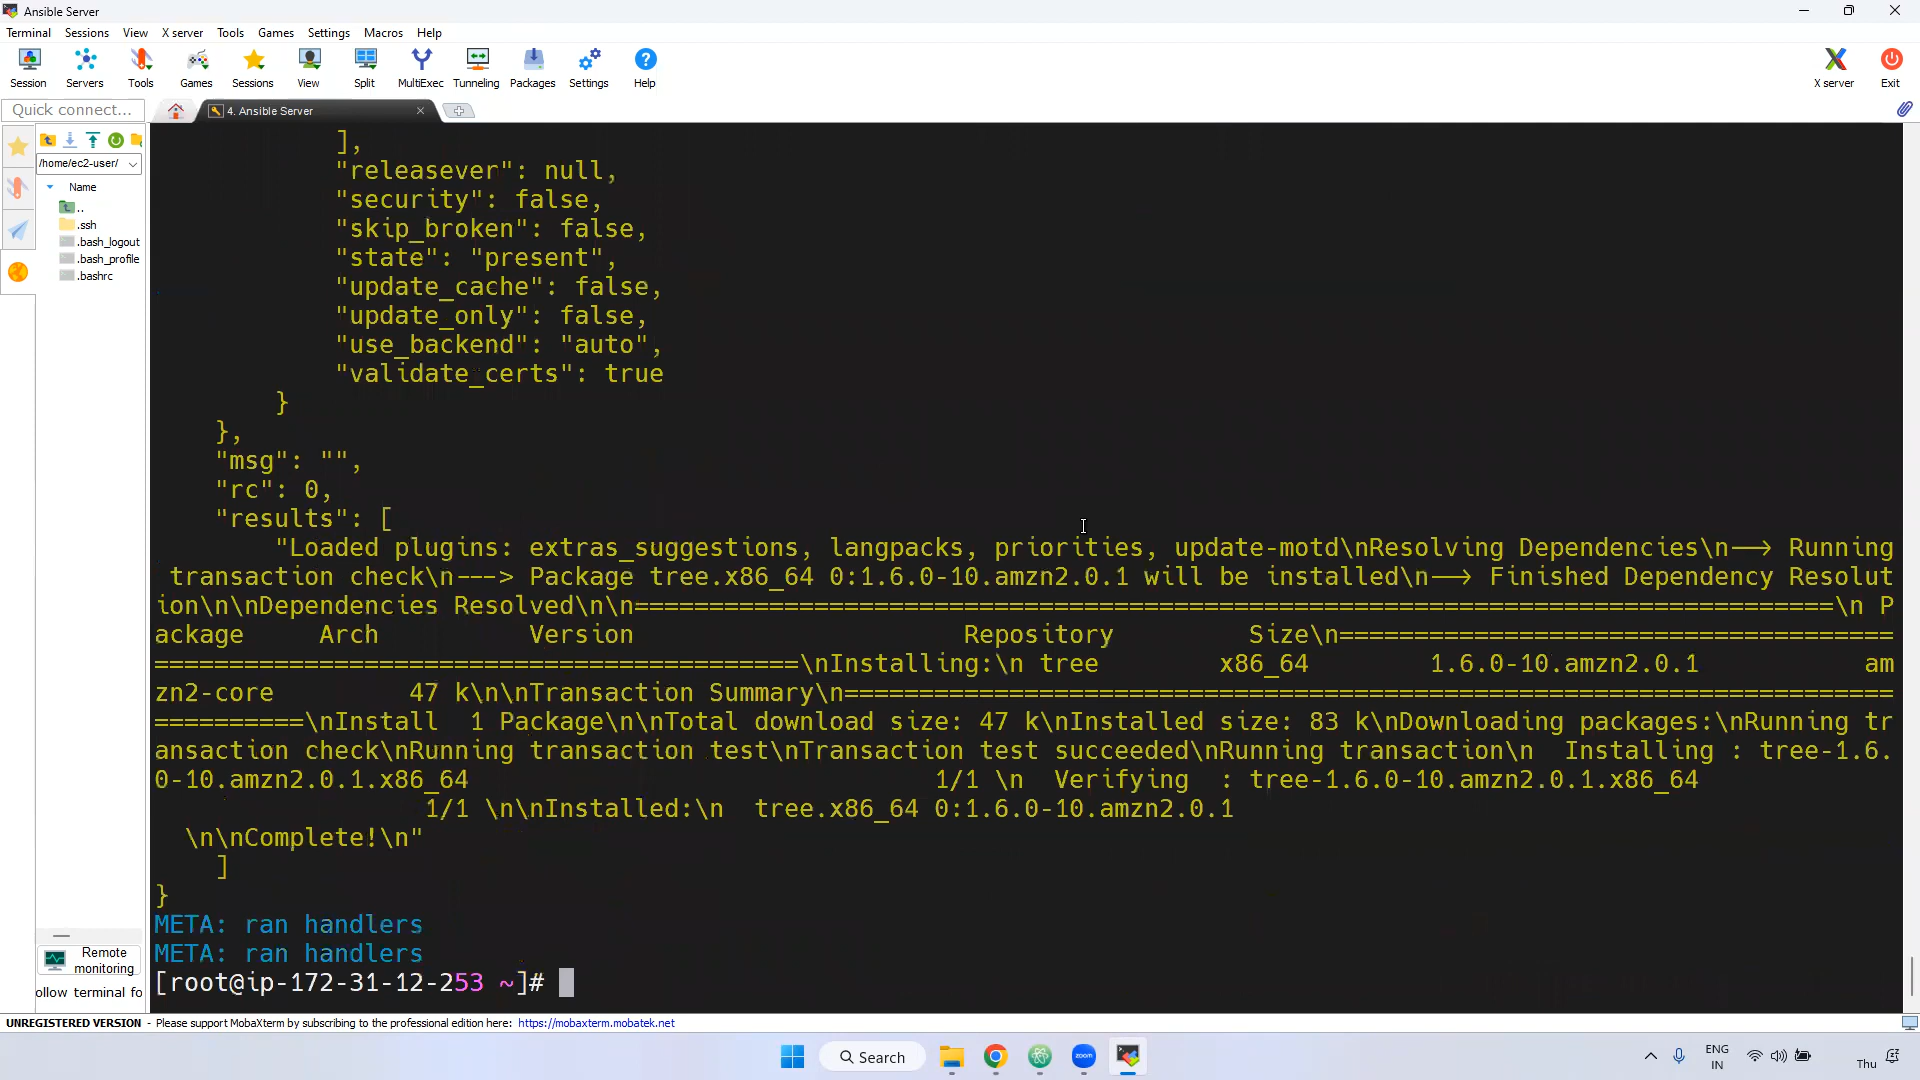 Ansible Server
Terminal Sessions View X server Tools Games Settings Macros Help
Session Servers Tools Games Sessions View Split MultiExec Tunneling Packages Settings Help X server Exit
Quick connect... 4. Ansible Server
/home/ec2-user/
Name
..
.ssh
.bash_logout
.bash_profile
.bashrc
],
"releasever": null,
"security": false,
"skip_broken": false,
"state": "present",
"update_cache": false,
"update_only": false,
"use_backend": "auto",
"validate_certs": true
}
},
"msg": "",
"rc": 0,
"results": [
"Loaded plugins: extras_suggestions, langpacks, priorities, update-motd\nResolving Dependencies\n--> Running
transaction check\n---> Package tree.x86_64 0:1.6.0-10.amzn2.0.1 will be installed\n--> Finished Dependency Resolut
ion\n\nDependencies Resolved\n\n================================================================================\n P
ackage Arch Version Repository Size\n=====================================
===========================================\nInstalling:\n tree x86_64 1.6.0-10.amzn2.0.1 am
zn2-core 47 k\n\nTransaction Summary\n======================================================================
==========\nInstall 1 Package\n\nTotal download size: 47 k\nInstalled size: 83 k\nDownloading packages:\nRunning tr
ansaction check\nRunning transaction test\nTransaction test succeeded\nRunning transaction\n Installing : tree-1.6.
0-10.amzn2.0.1.x86_64 1/1 \n Verifying : tree-1.6.0-10.amzn2.0.1.x86_64
1/1 \n\nInstalled:\n tree.x86_64 0:1.6.0-10.amzn2.0.1
\n\nComplete!\n"
]
}
META: ran handlers
META: ran handlers
[root@ip-172-31-12-253 ~]#
Remote
monitoring
ollow terminal fo
UNREGISTERED VERSION - Please support MobaXterm by subscribing to the professional edition here: https://mobaxterm.mobatek.net
Search
zoom
ENG
IN
Thu